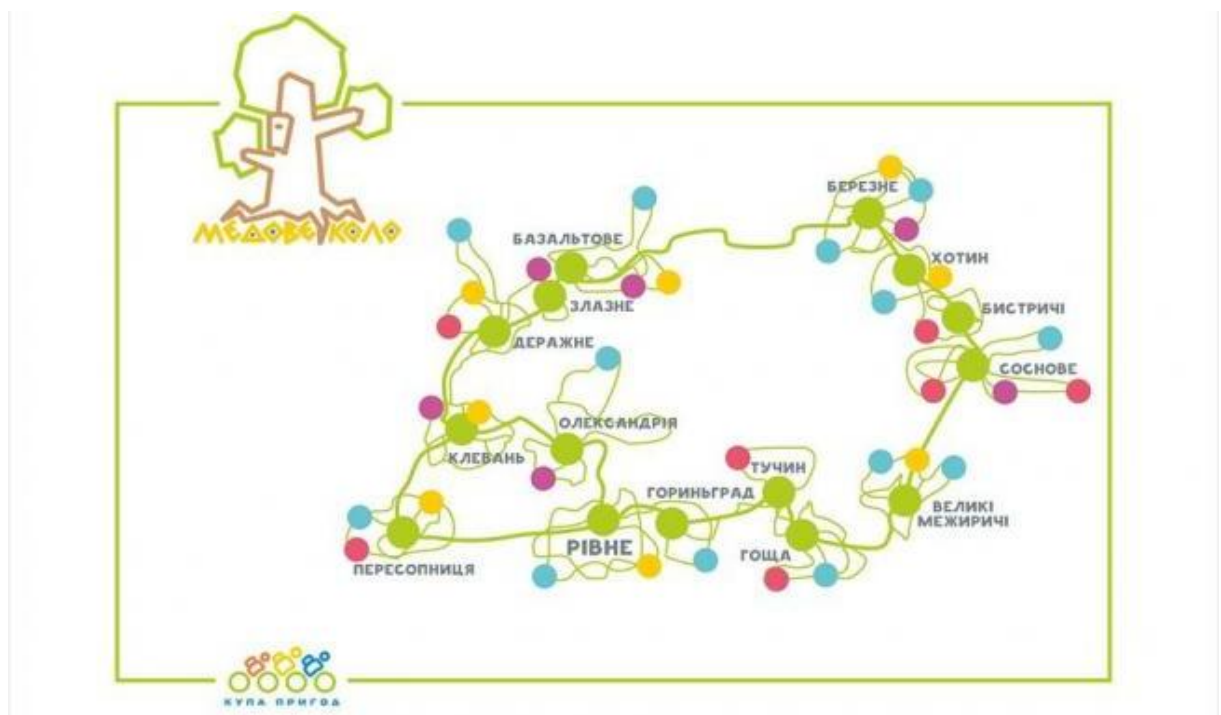 МЕДОВЕ КОЛО
БЕРЕЗНЕ
БАЗАЛЬТОВЕ
ХОТИН
ЗЛАЗНЕ
БИСТРИЧІ
ДЕРАЖНЕ
СОСНОВЕ
ОЛЕКСАНДРІЯ
КЛЕВАНЬ
ТУЧИН
ГОРИНЬГРАД
ВЕЛИКІ
МЕЖИРИЧІ
РІВНЕ
ГОЩА
ПЕРЕСОПНИЦЯ
КУПА ПРИГОД